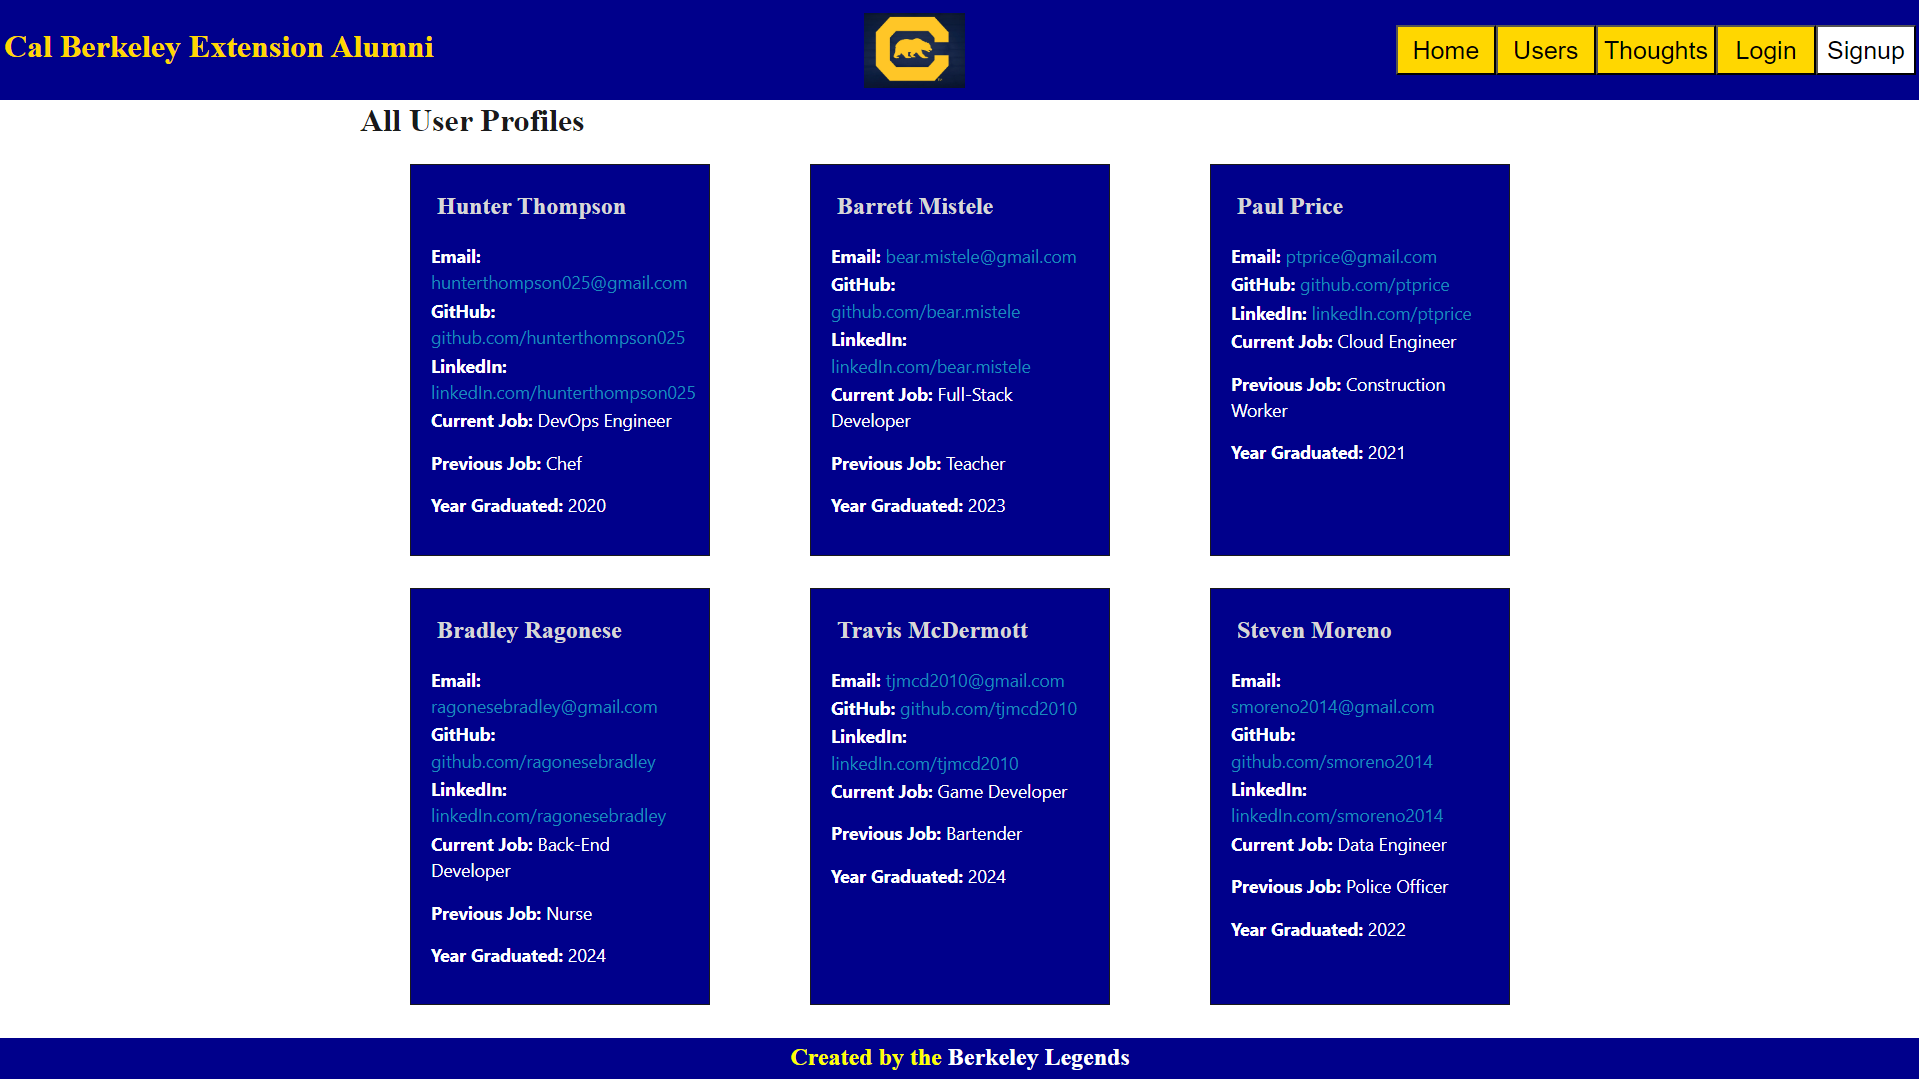 Cal Berkeley Extension Alumni
C
Home Users Thoughts Login Signup
All User Profiles
Hunter Thompson
Email:
hunterthompson025@gmail.com
GitHub:
github.com/hunterthompson025
LinkedIn:
linkedIn.com/hunterthompson025
Current Job: DevOps Engineer
Previous Job: Chef
Year Graduated: 2020
Barrett Mistele
Email: bear.mistele@gmail.com
GitHub:
github.com/bear.mistele
LinkedIn:
linkedIn.com/bear.mistele
Current Job: Full-Stack
Developer
Previous Job: Teacher
Year Graduated: 2023
Paul Price
Email: ptprice@gmail.com
GitHub: github.com/ptprice
LinkedIn: linkedIn.com/ptprice
Current Job: Cloud Engineer
Previous Job: Construction
Worker
Year Graduated: 2021
Bradley Ragonese
Email:
ragonesebradley@gmail.com
GitHub:
github.com/ragonesebradley
LinkedIn:
linkedIn.com/ragonesebradley
Current Job: Back-End
Developer
Previous Job: Nurse
Year Graduated: 2024
Travis McDermott
Email: tjmcd2010@gmail.com
GitHub: github.com/tjmcd2010
LinkedIn:
linkedIn.com/tjmcd2010
Current Job: Game Developer
Previous Job: Bartender
Year Graduated: 2024
Steven Moreno
Email:
smoreno2014@gmail.com
GitHub:
github.com/smoreno2014
LinkedIn:
linkedIn.com/smoreno2014
Current Job: Data Engineer
Previous Job: Police Officer
Year Graduated: 2022
Created by the Berkeley Legends